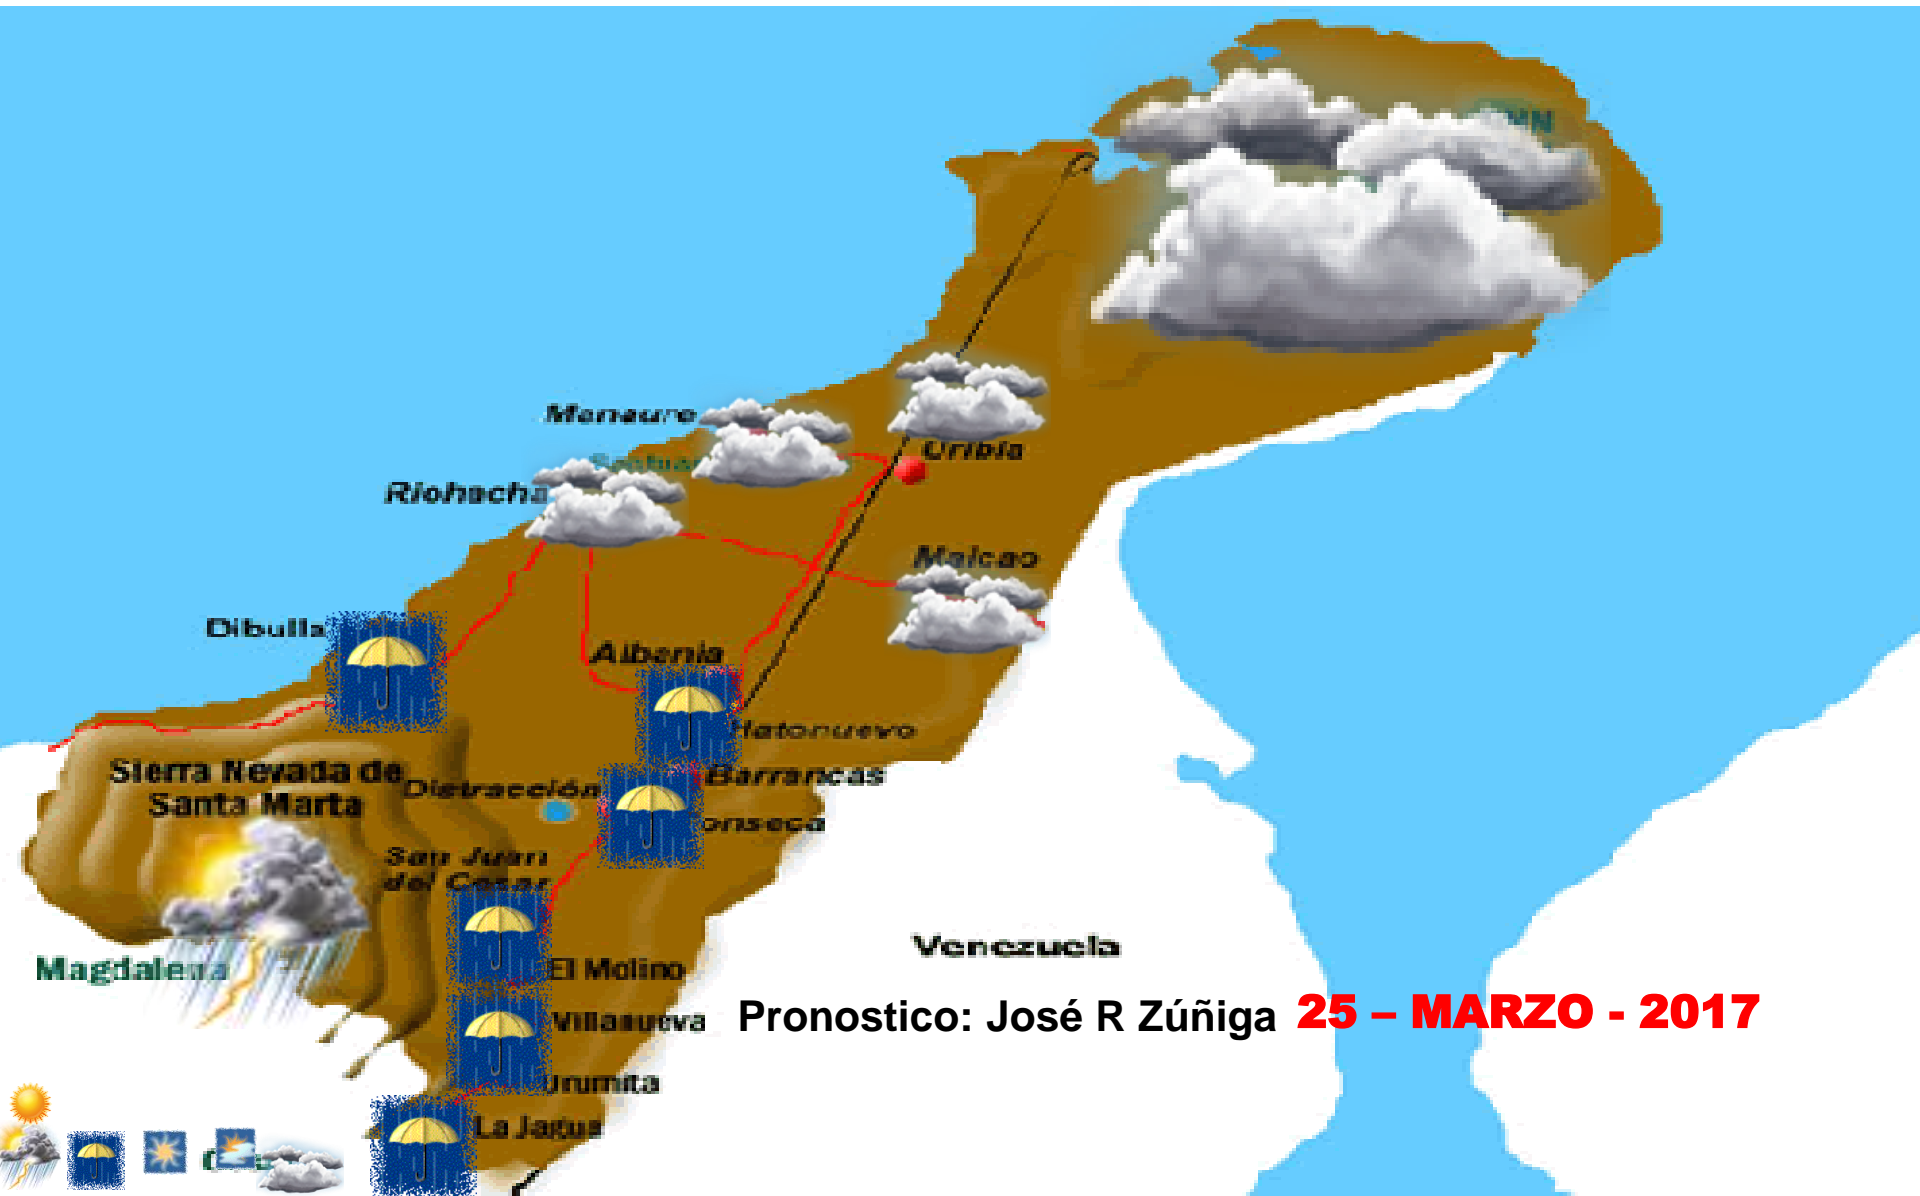 Manaure
Uribia
Riohacha
Maicao
Dibulla
Albania
Hatonuevo
Sierra Nevada de
Santa Marta
Distracción
Barrancas
onseca
San Juan
del Cesar
Magdalena
El Molino
Venezuela
Villanueva
Pronostico: José R Zúñiga 25 – MARZO - 2017
Urumita
La Jagua